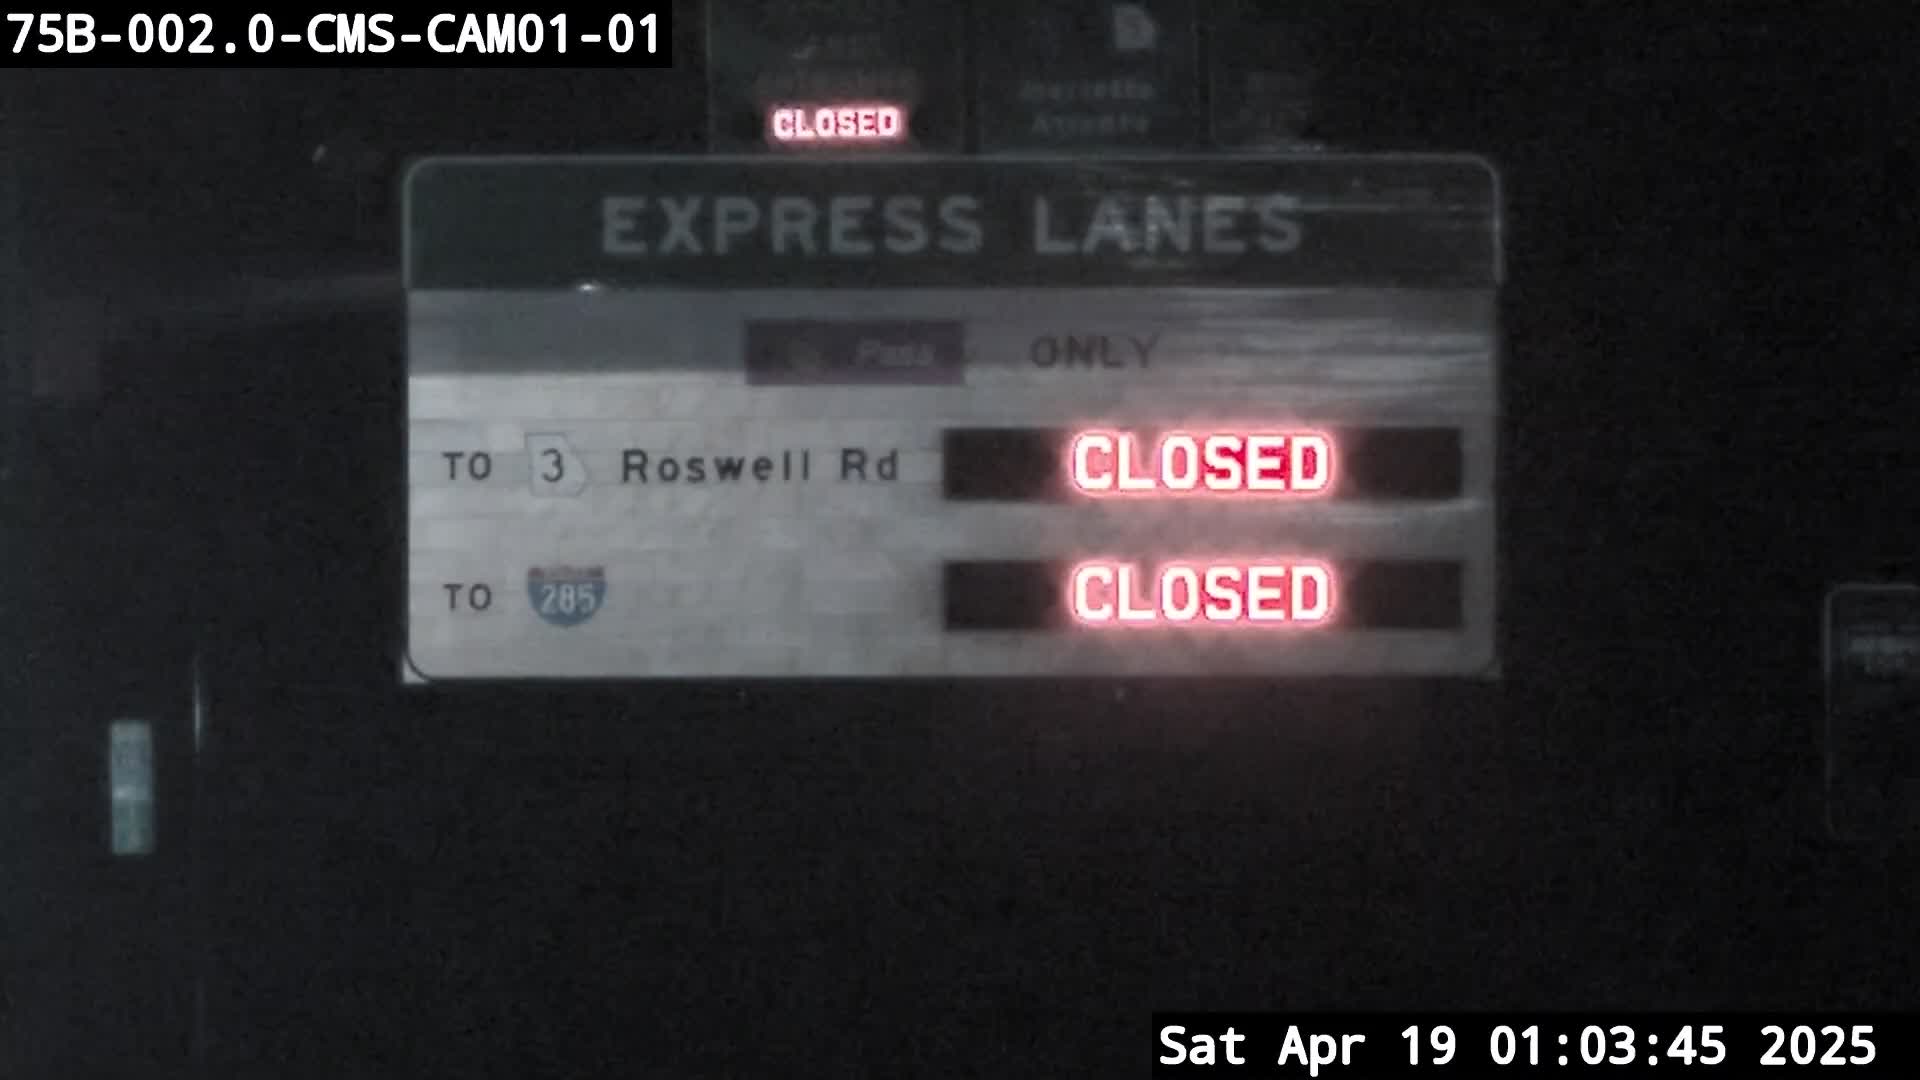 75B-002.0-CMS-CAM01-01
CLOSED
EXPRESS LANES
Pass ONLY
TO 3 Roswell Rd CLOSED
TO 285 CLOSED
Sat Apr 19 01:03:45 2025